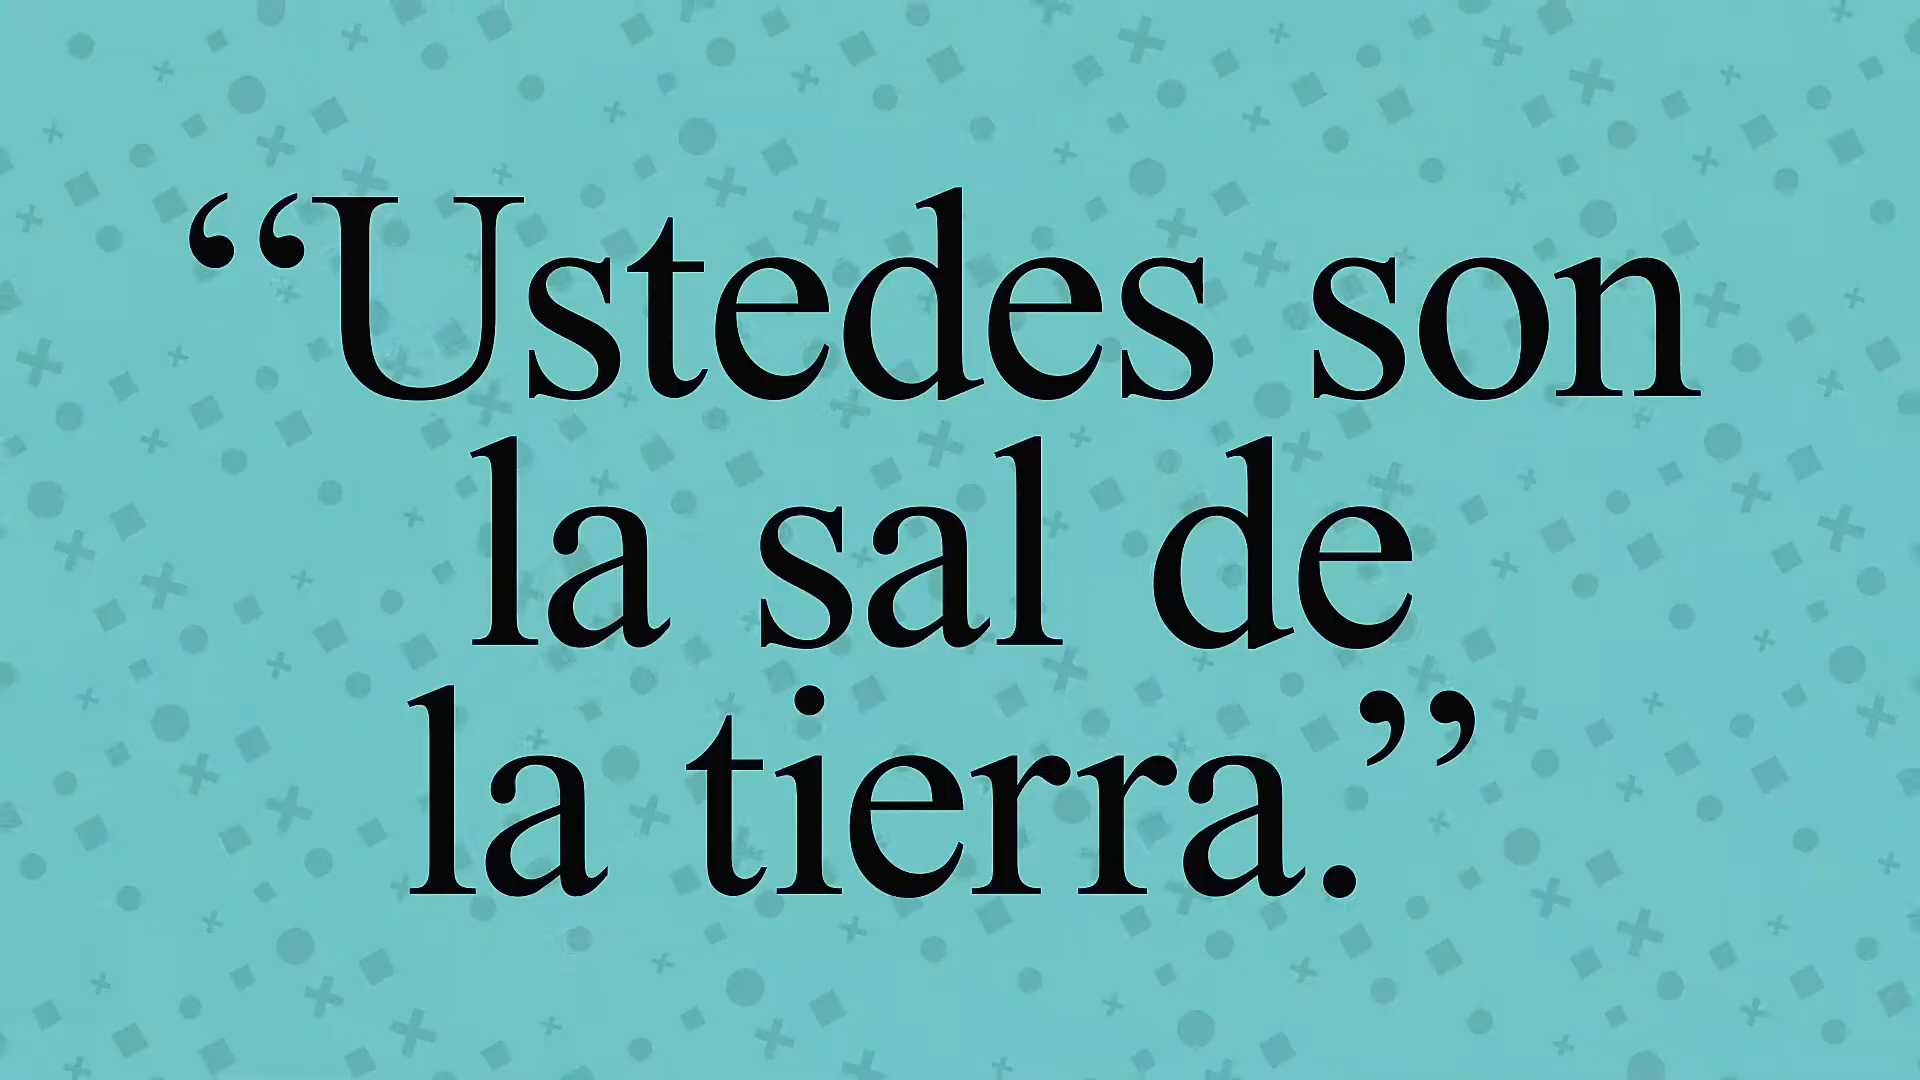 “Ustedes son
la sal de
la tierra.”